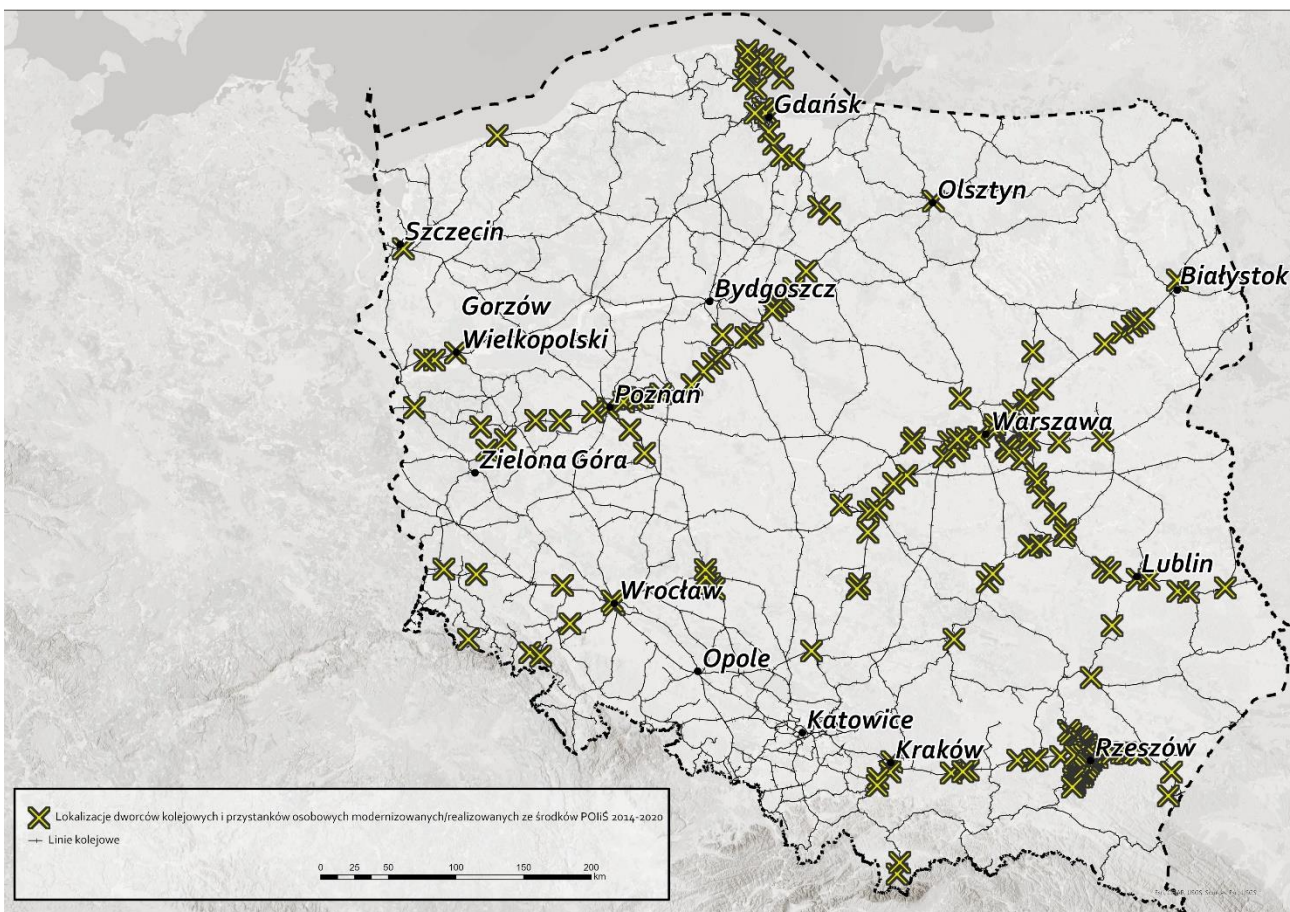 Gdańsk
Olsztyn
Szczecin
Białystok
Bydgoszcz
Gorzów
Wielkopolski
Poznań
Warszawa
Zielona Góra
Lublin
Wrocław
Opole
Katowice
Kraków
Rzeszów
Lokalizacje dworców kolejowych i przystanków osobowych modernizowanych/realizowanych ze środków POIiŚ 2014-2020
Linie kolejowe
0 25 50 100 150 200
km